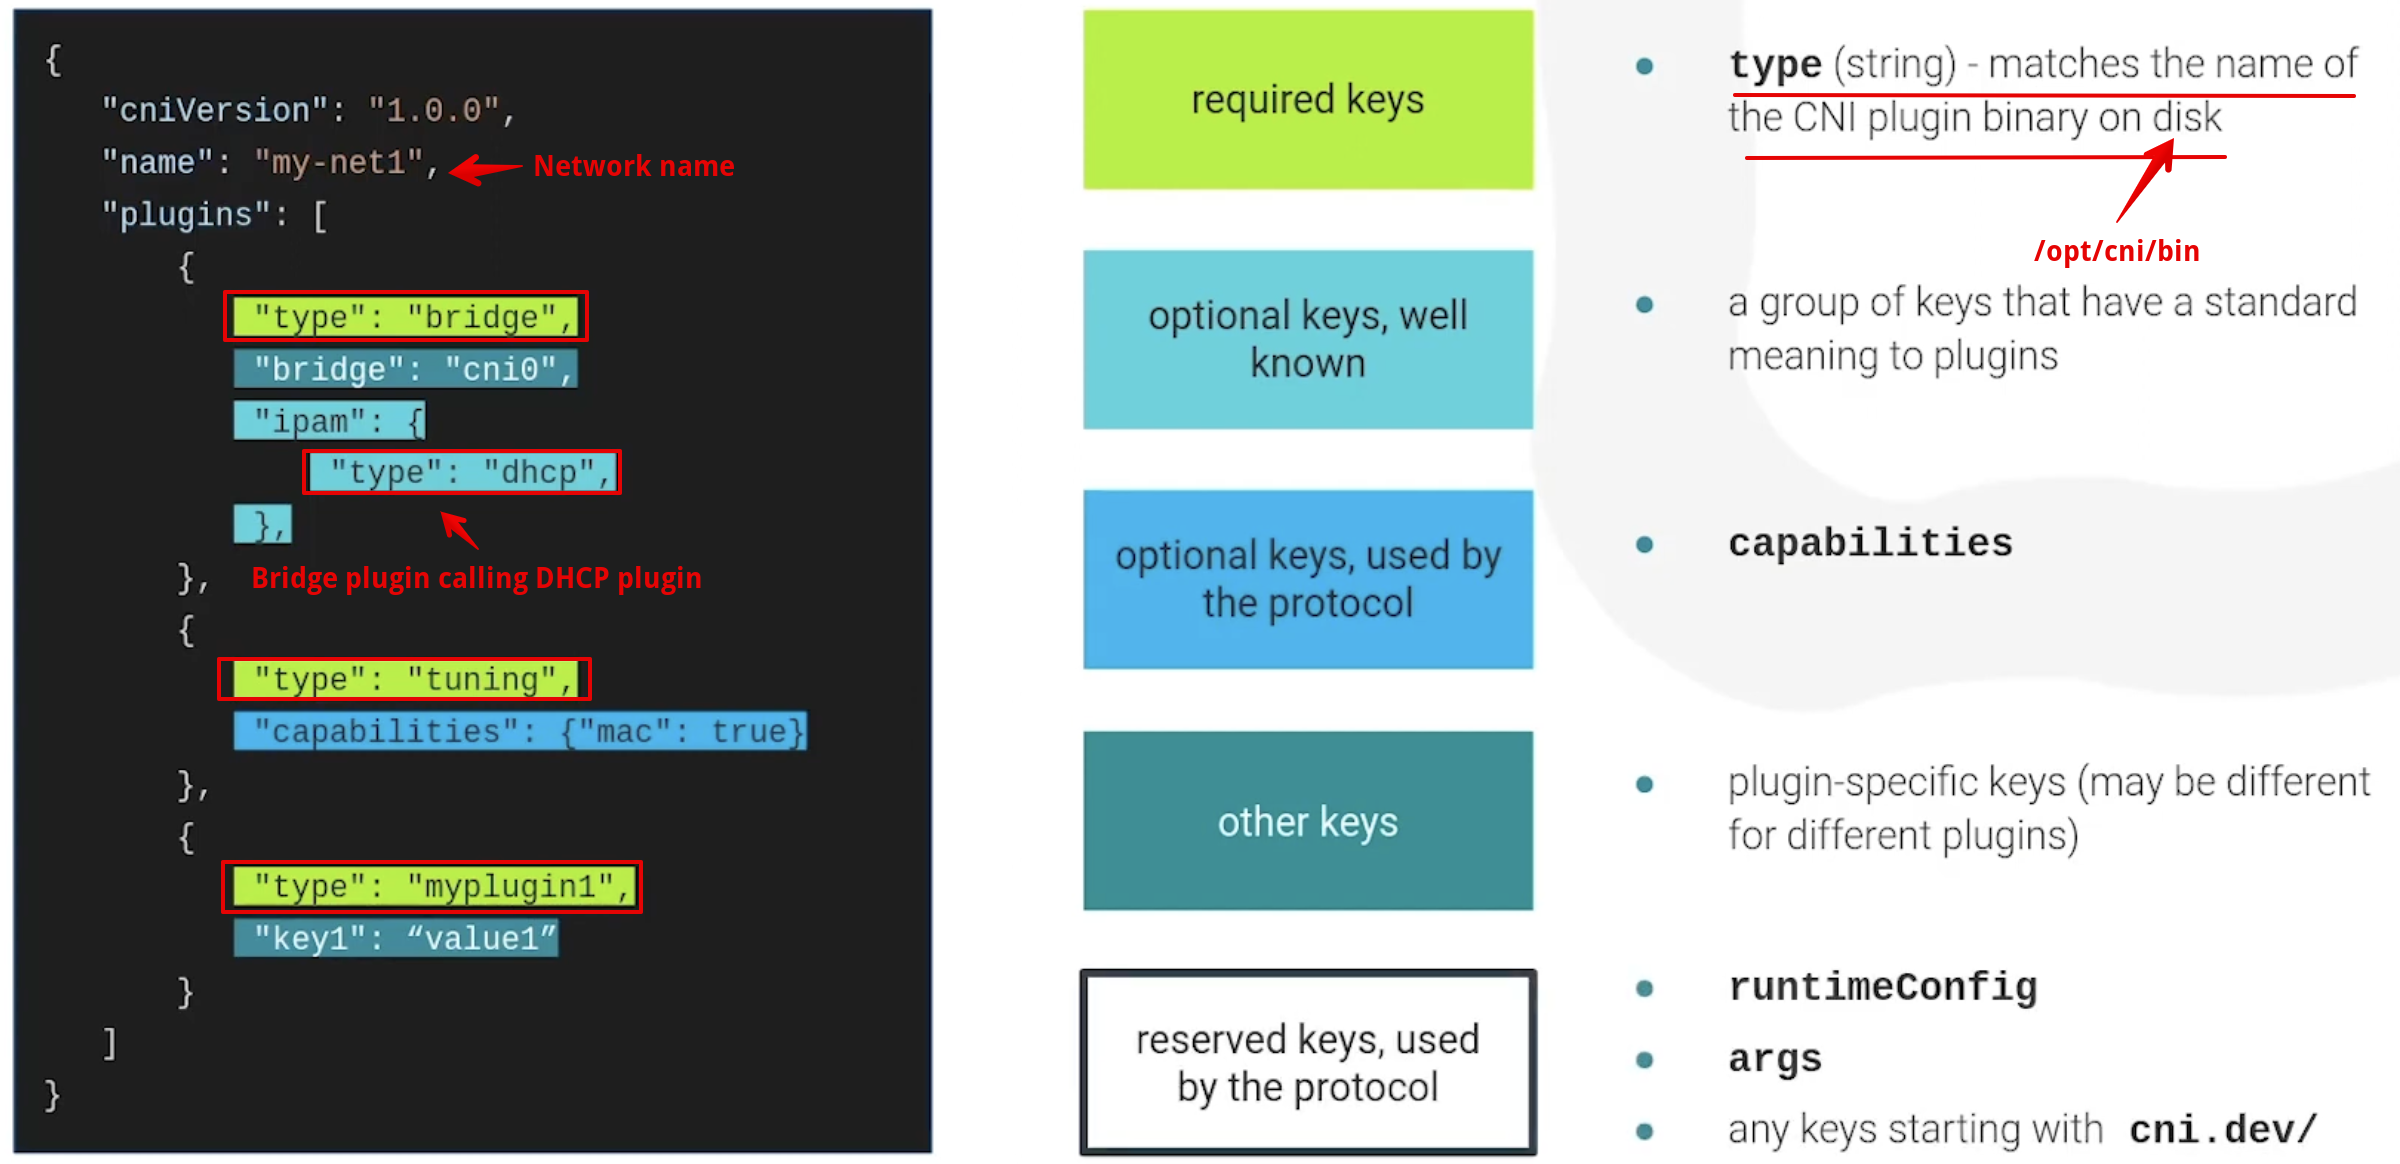 {
"cniVersion": "1.0.0",
"name": "my-net1",
Network name
"plugins": [
{
"type": "bridge",
"bridge": "cni0",
"ipam": {
"type": "dhcp",
},
},
Bridge plugin calling DHCP plugin
{
"type": "tuning",
"capabilities": {"mac": true}
},
{
"type": "myplugin1",
"key1": “value1”
}
]
}
required keys
type (string) - matches the name of
the CNI plugin binary on disk
/opt/cni/bin
optional keys, well
known
a group of keys that have a standard
meaning to plugins
optional keys, used by
the protocol
capabilities
other keys
plugin-specific keys (may be different
for different plugins)
reserved keys, used
by the protocol
runtimeConfig
args
any keys starting with cni.dev/